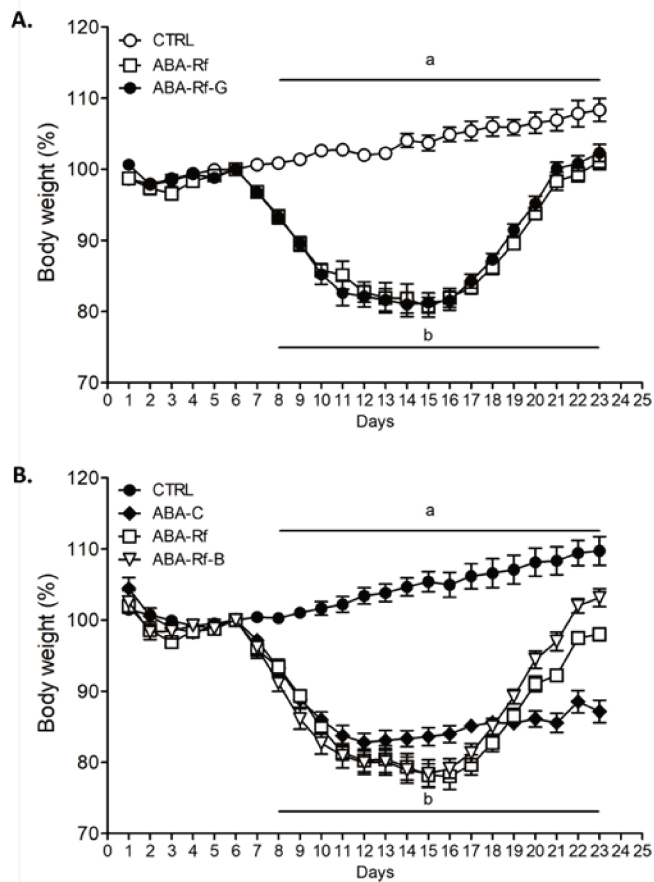 A.
120
CTRL
ABA-Rf
ABA-Rf-G
a
110
100
90
80
b
70
Body weight (%)
0 1 2 3 4 5 6 7 8 9 10 11 12 13 14 15 16 17 18 19 20 21 22 23 24 25
Days
B.
120
CTRL
ABA-C
ABA-Rf
ABA-Rf-B
a
110
100
90
80
b
70
Body weight (%)
0 1 2 3 4 5 6 7 8 9 10 11 12 13 14 15 16 17 18 19 20 21 22 23 24 25
Days